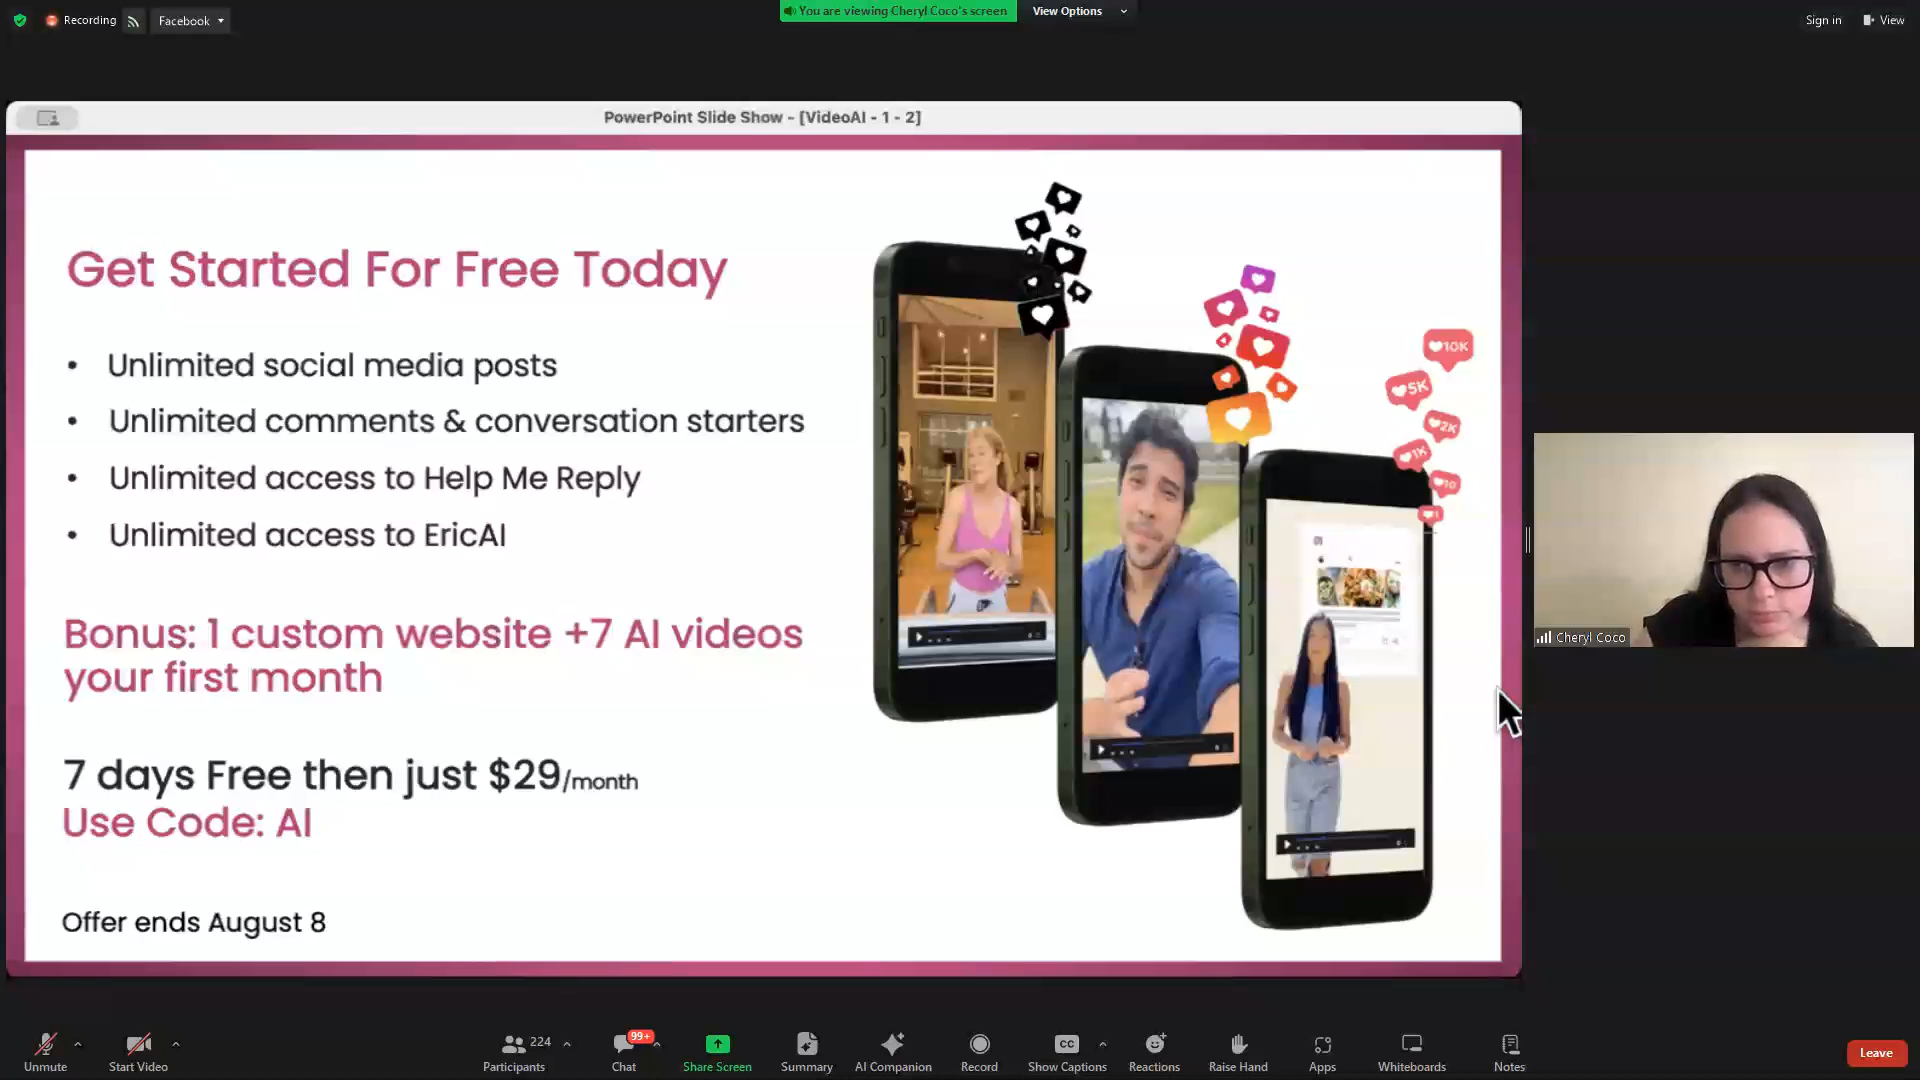 Recording
Facebook
You are viewing Cheryl Coco's screen
View Options
Sign in
View
PowerPoint Slide Show - [VideoAI - 1 - 2]
Get Started For Free Today
• Unlimited social media posts
• Unlimited comments & conversation starters
• Unlimited access to Help Me Reply
• Unlimited access to EricAI
Bonus: 1 custom website +7 AI videos
your first month
7 days Free then just $29/month
Use Code: AI
Offer ends August 8
10K
5K
2K
1K
10
1
Cheryl Coco
Unmute
Start Video
224
Participants
99+
Chat
Share Screen
Summary
AI Companion
Record
CC
Show Captions
Reactions
Raise Hand
Apps
Whiteboards
Notes
Leave